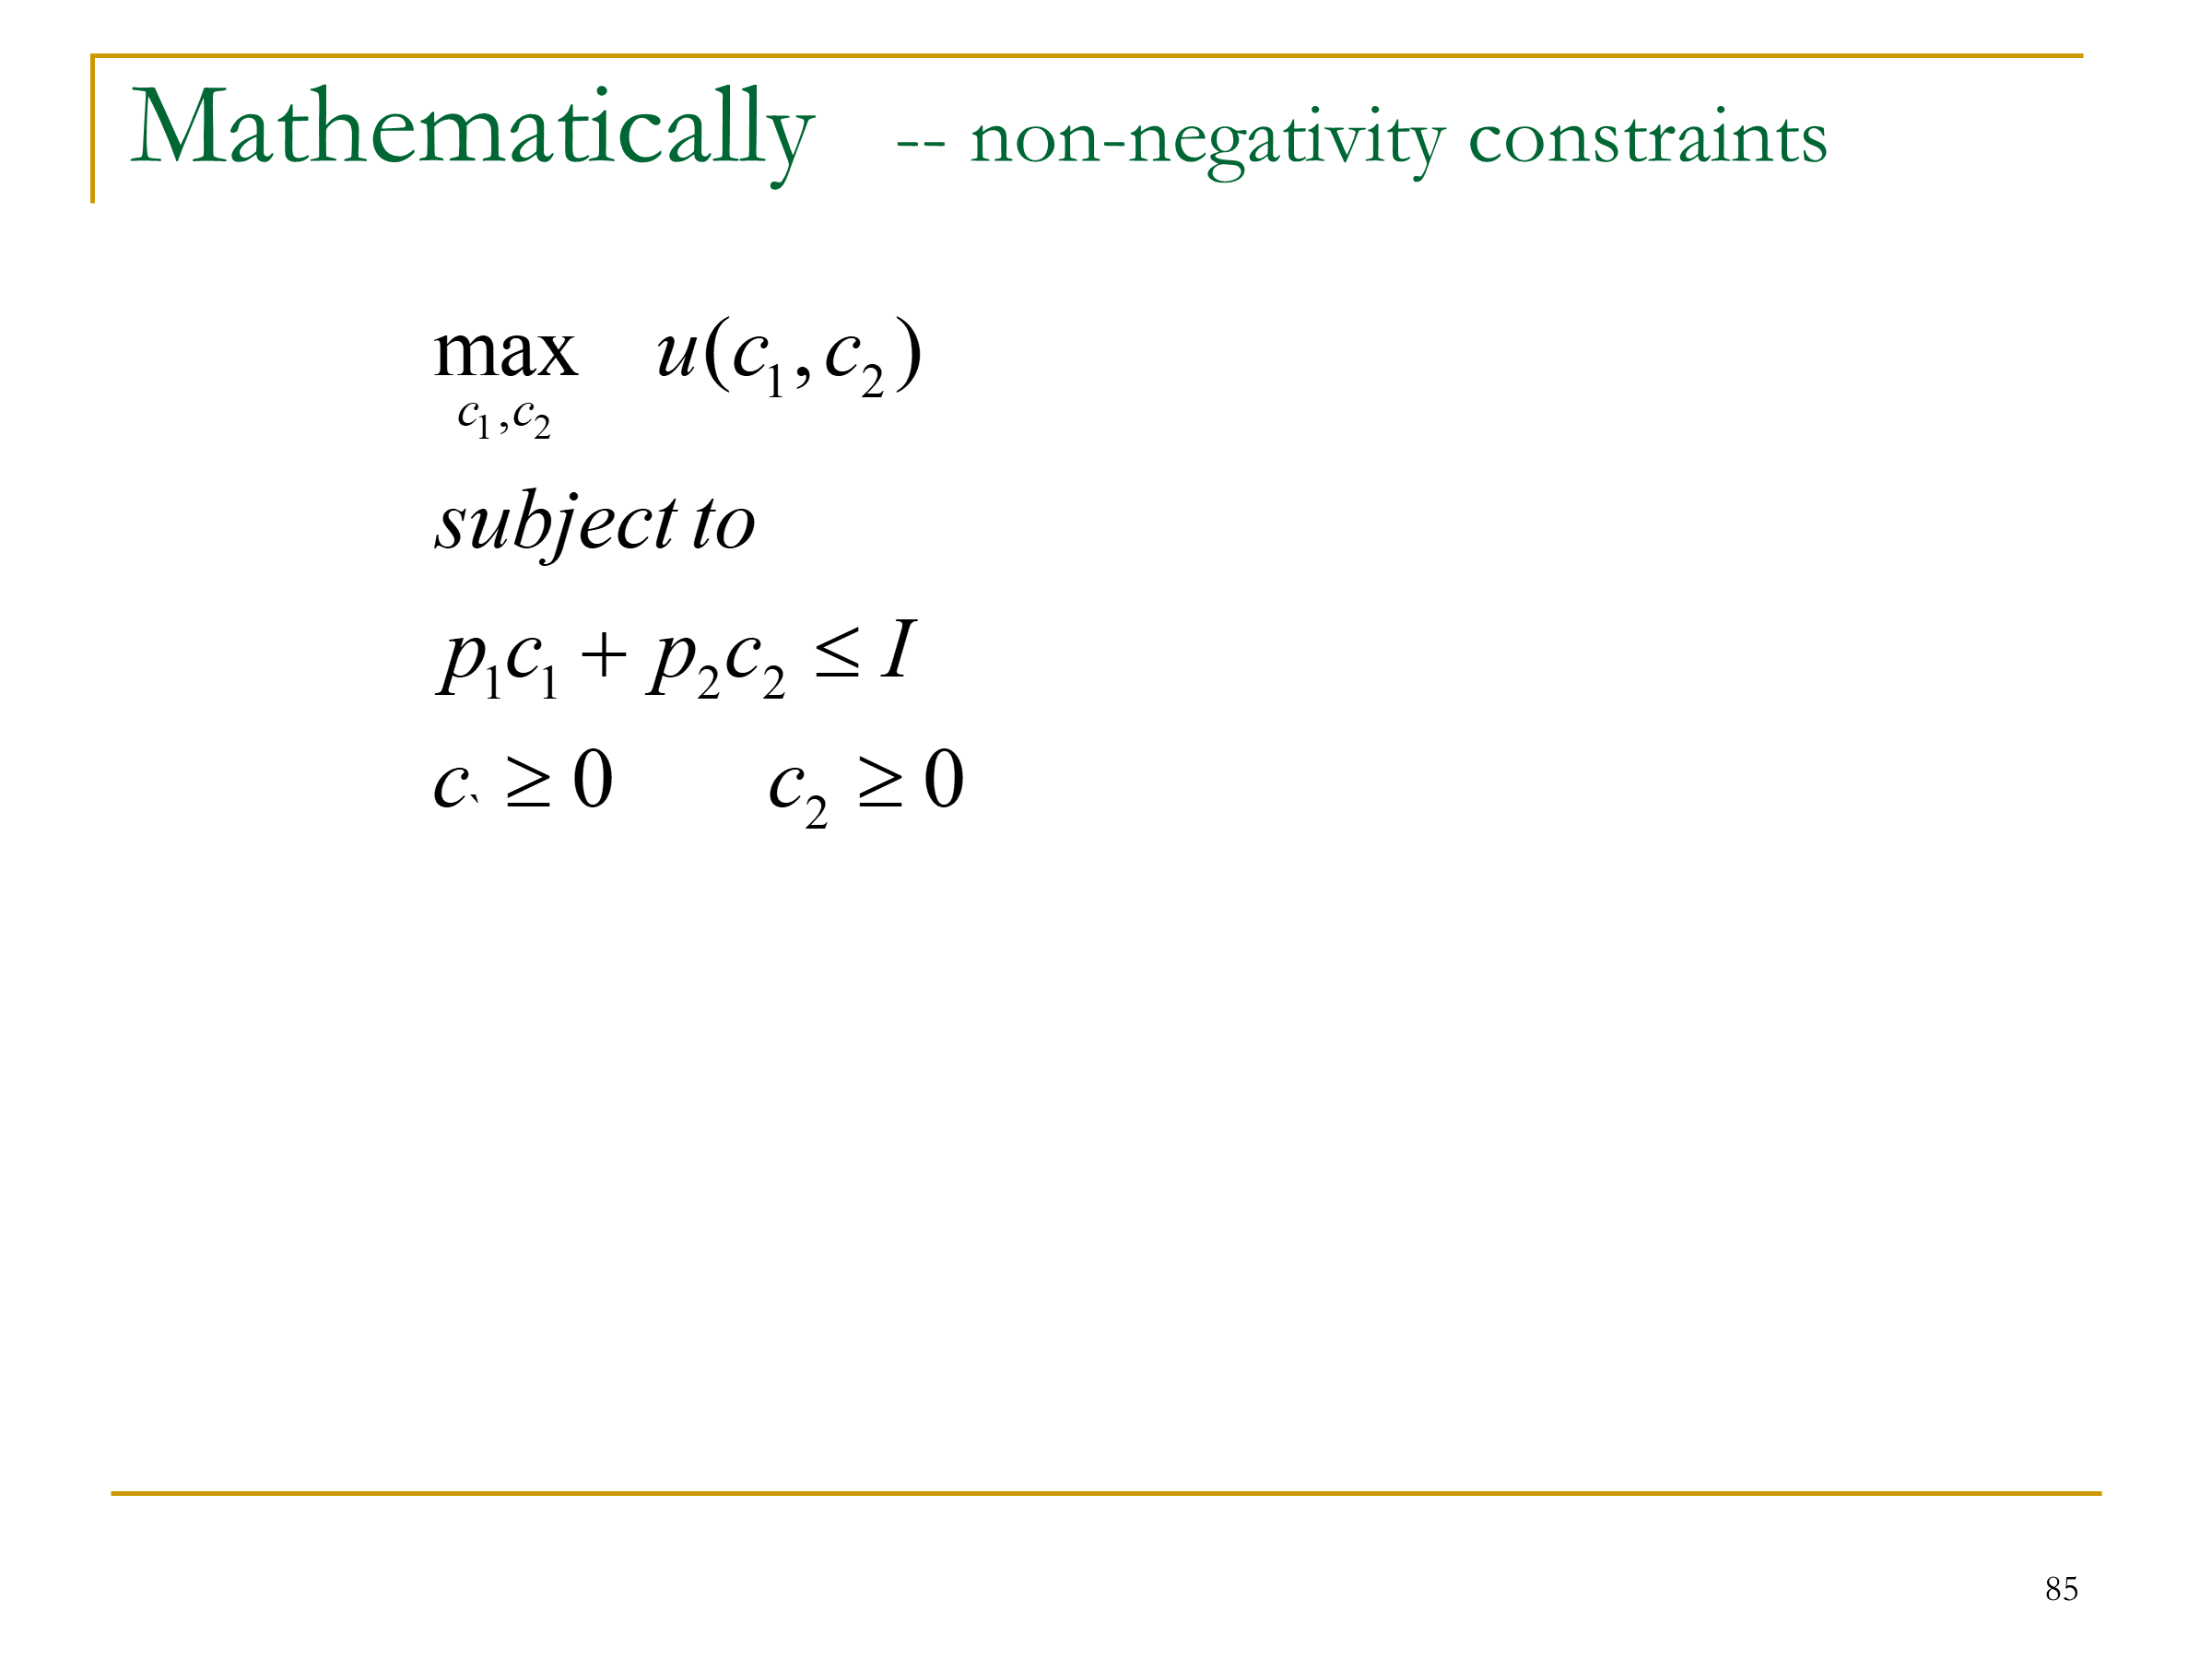 Mathematically -- non-negativity constraints
max u(c₁, c₂)
c₁,c₂
subject to
p₁c₁ + p₂c₂ ≤ I
c` ≥ 0 c₂ ≥ 0
85